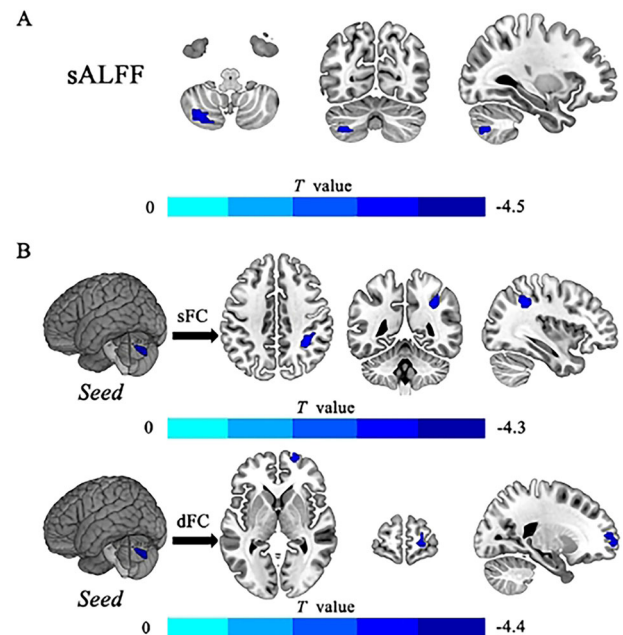 A
sALFF
T value
0
-4.5
B
sFC
Seed
T value
0
-4.3
dFC
Seed
T value
0
-4.4